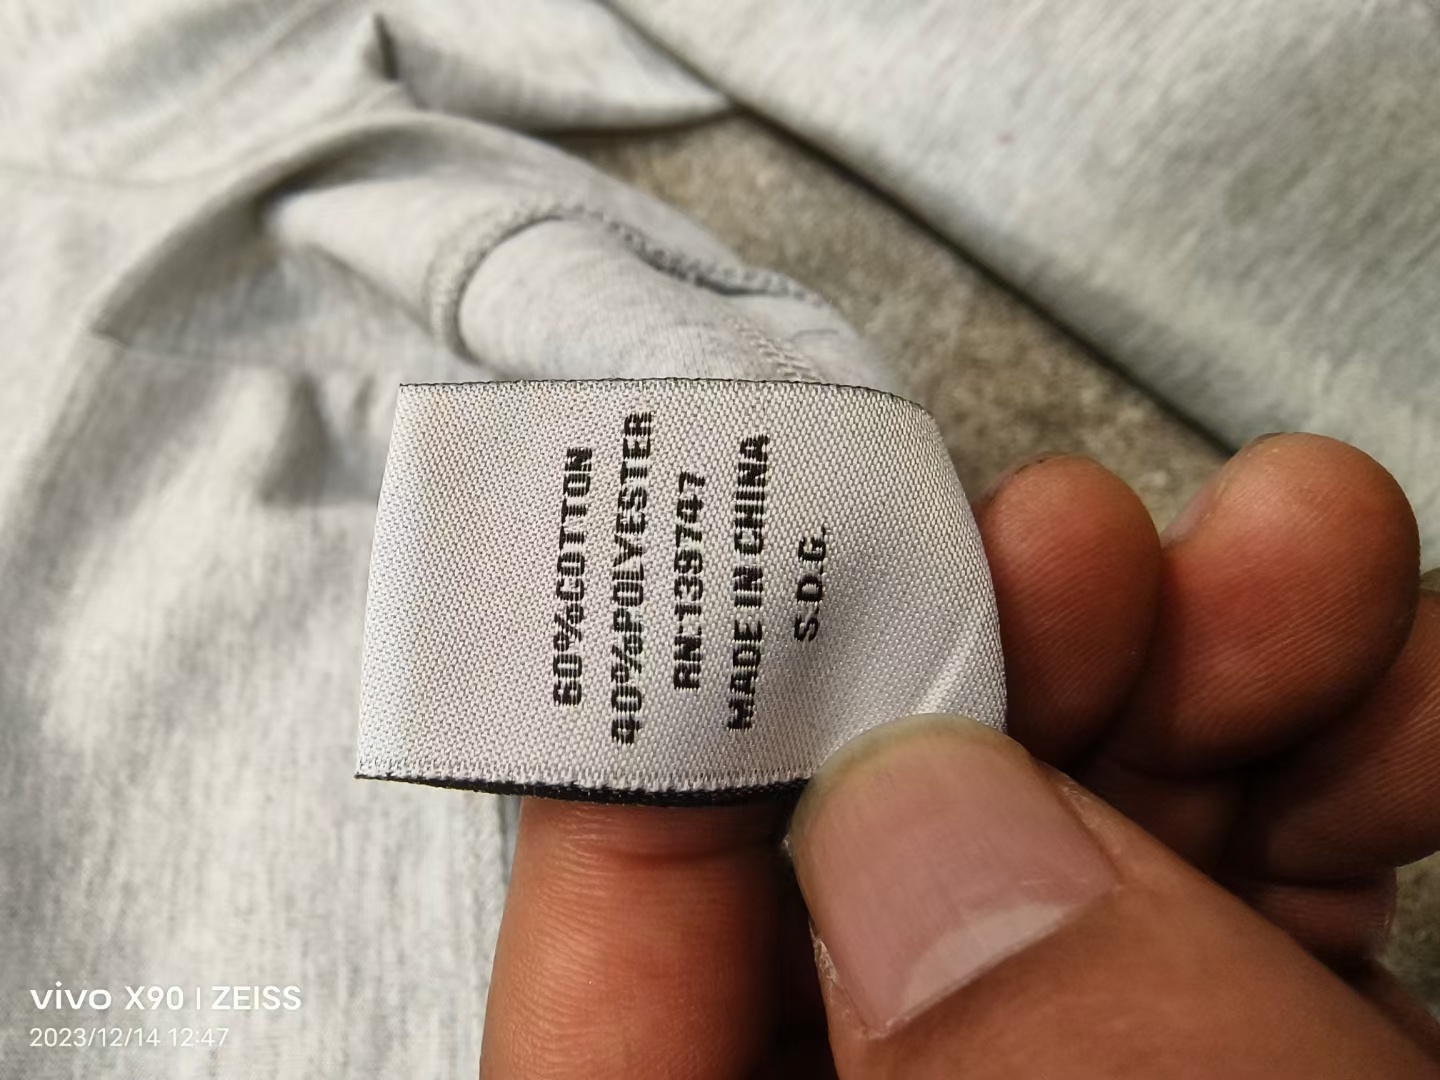 60%COTTON
40%POLYESTER
RN:139747
MADE IN CHINA
S.D.G.
vivo X90 | ZEISS
2023/12/14 12:47